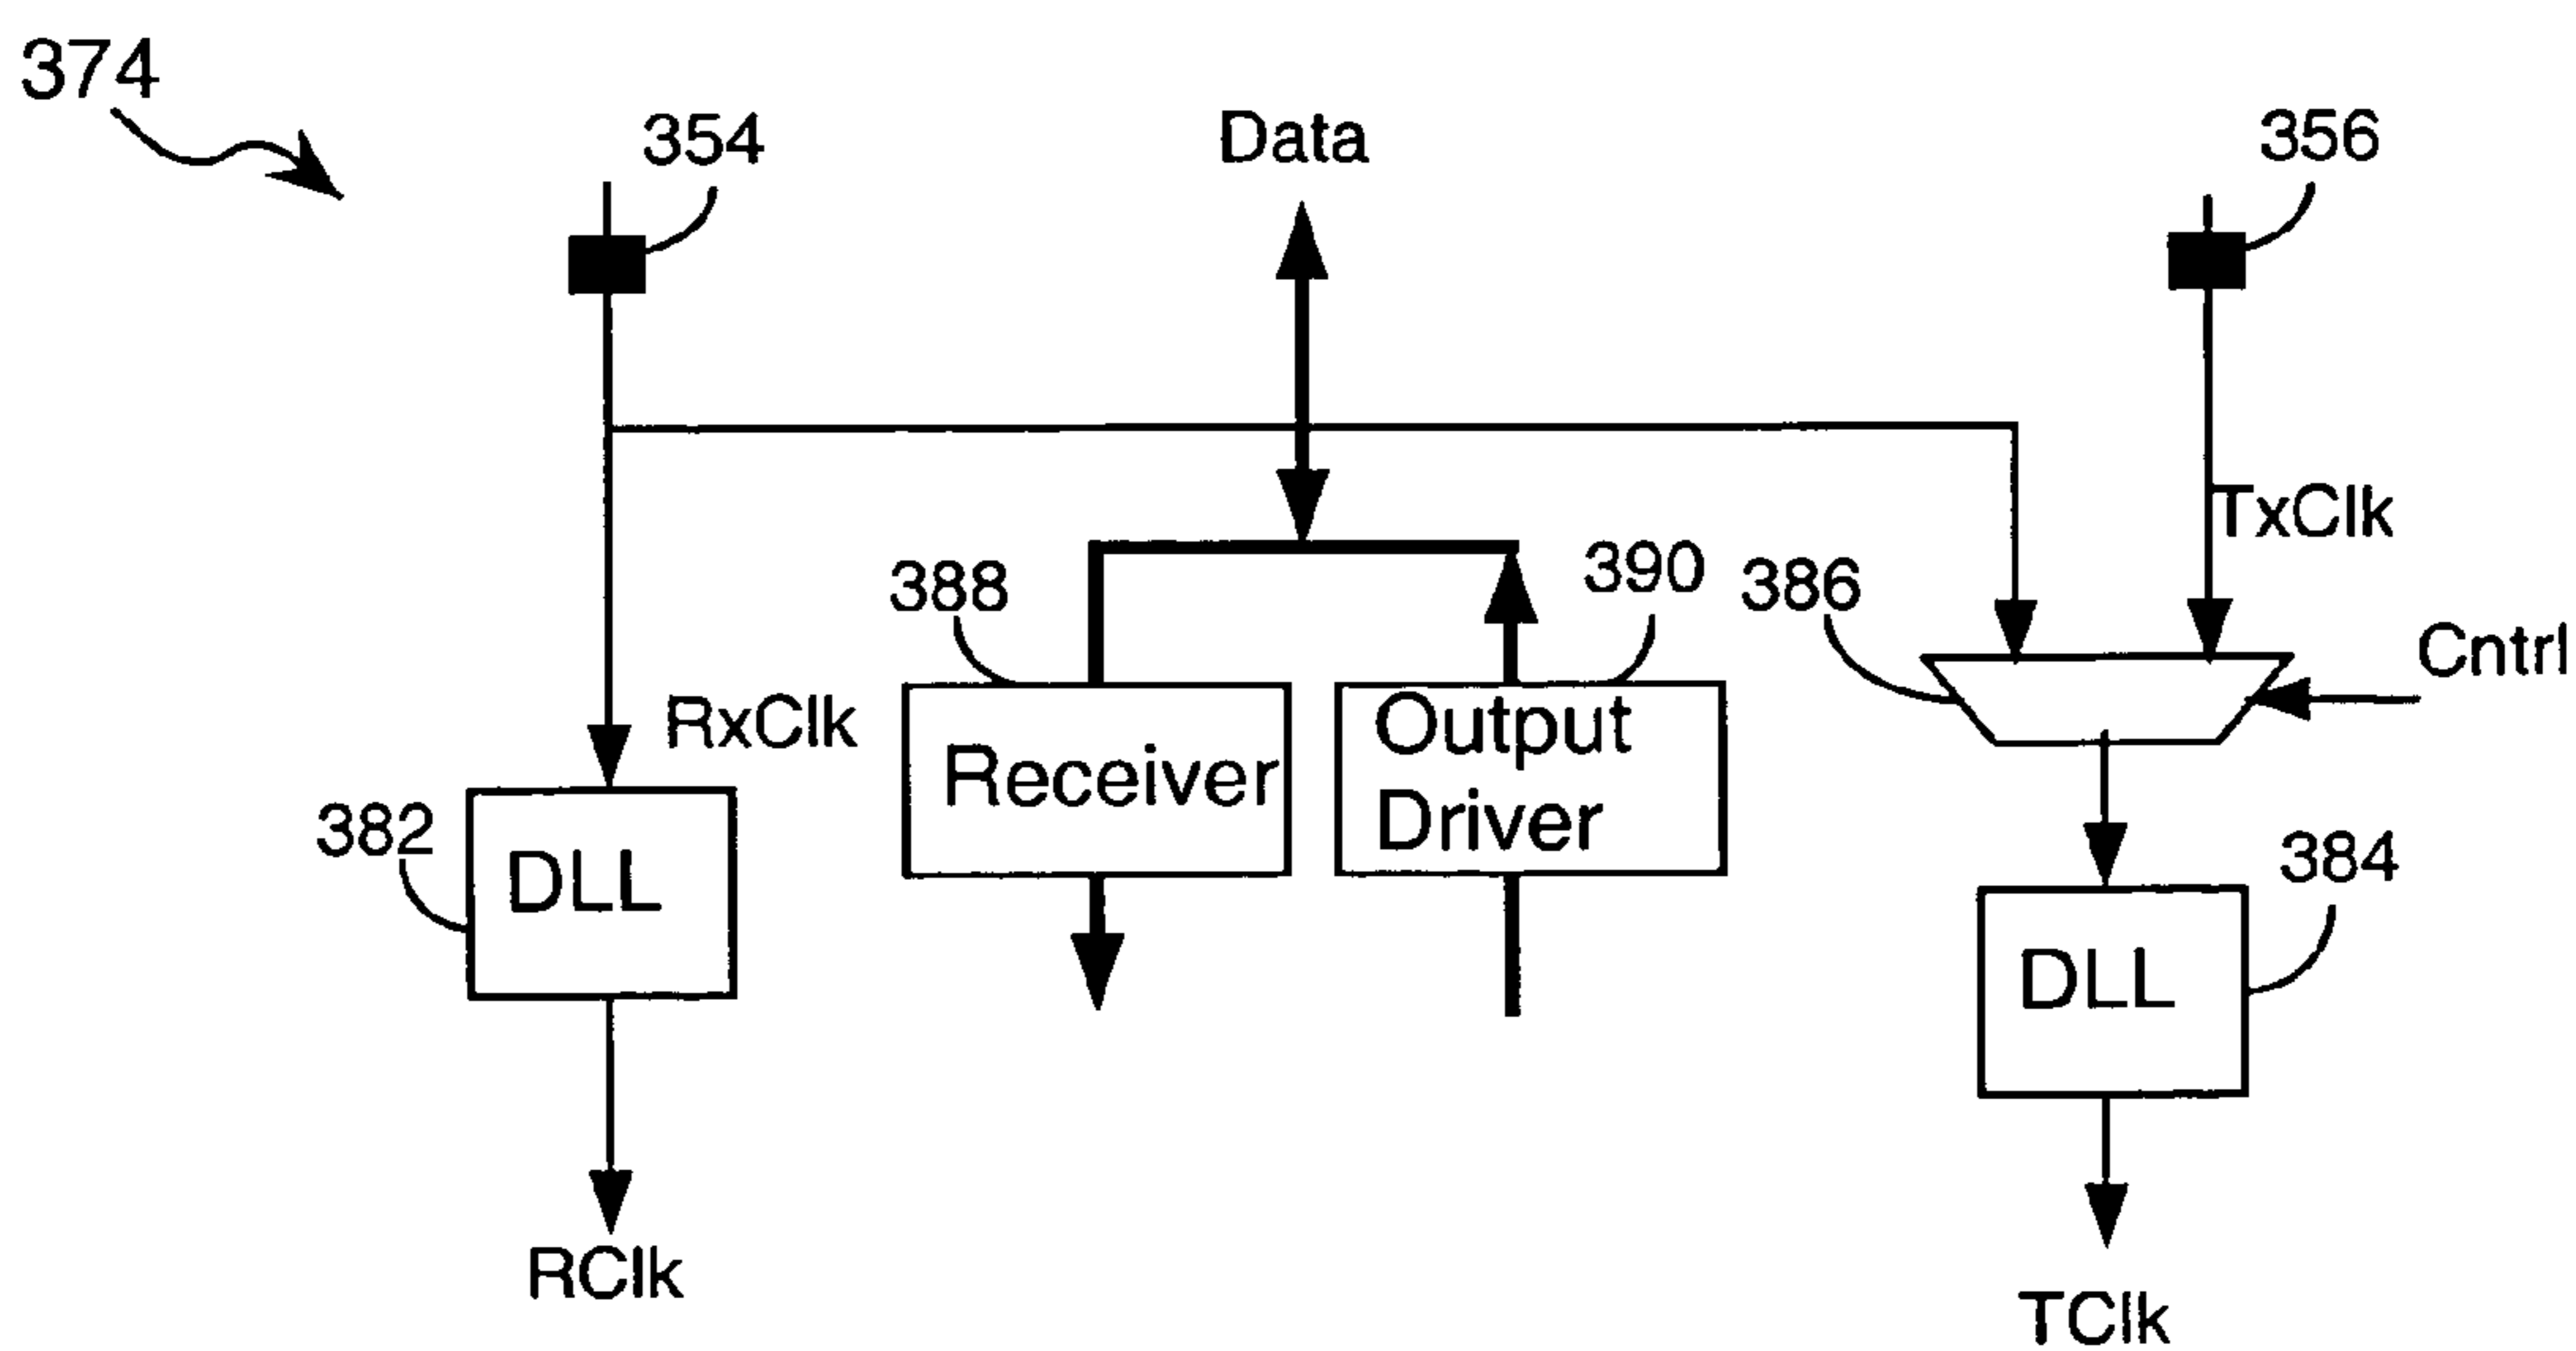 374
354
Data
356
TxClk
388
390
386
Cntrl
RxClk
Receiver
Output
Driver
382
DLL
384
DLL
RClk
TClk